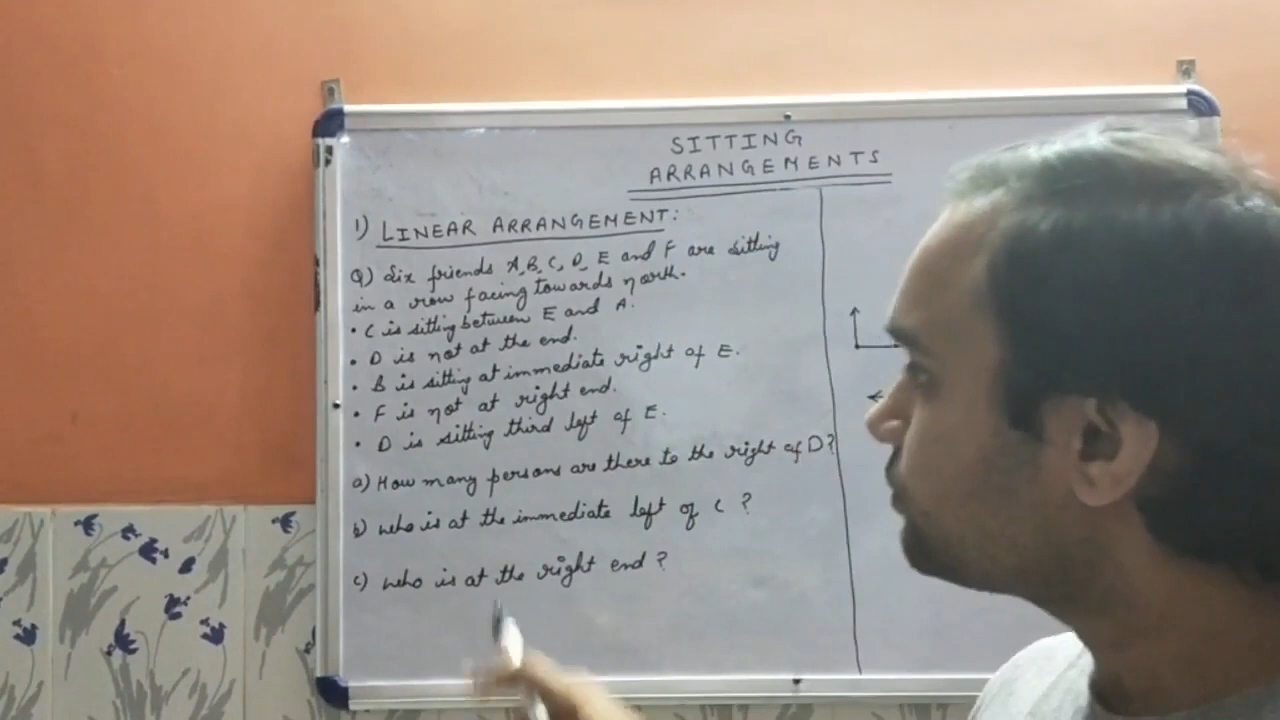 SITTING
ARRANGEMENTS
1) LINEAR ARRANGEMENT:
Q) Six friends A, B, C, D, E and F are sitting
in a row facing towards north.
• C is sitting between E and A.
• D is not at the end.
• B is sitting at immediate right of E.
• F is not at right end.
• D is sitting third left of E.
a) How many persons are there to the right of D?
b) who is at the immediate left of C ?
c) who is at the right end ?